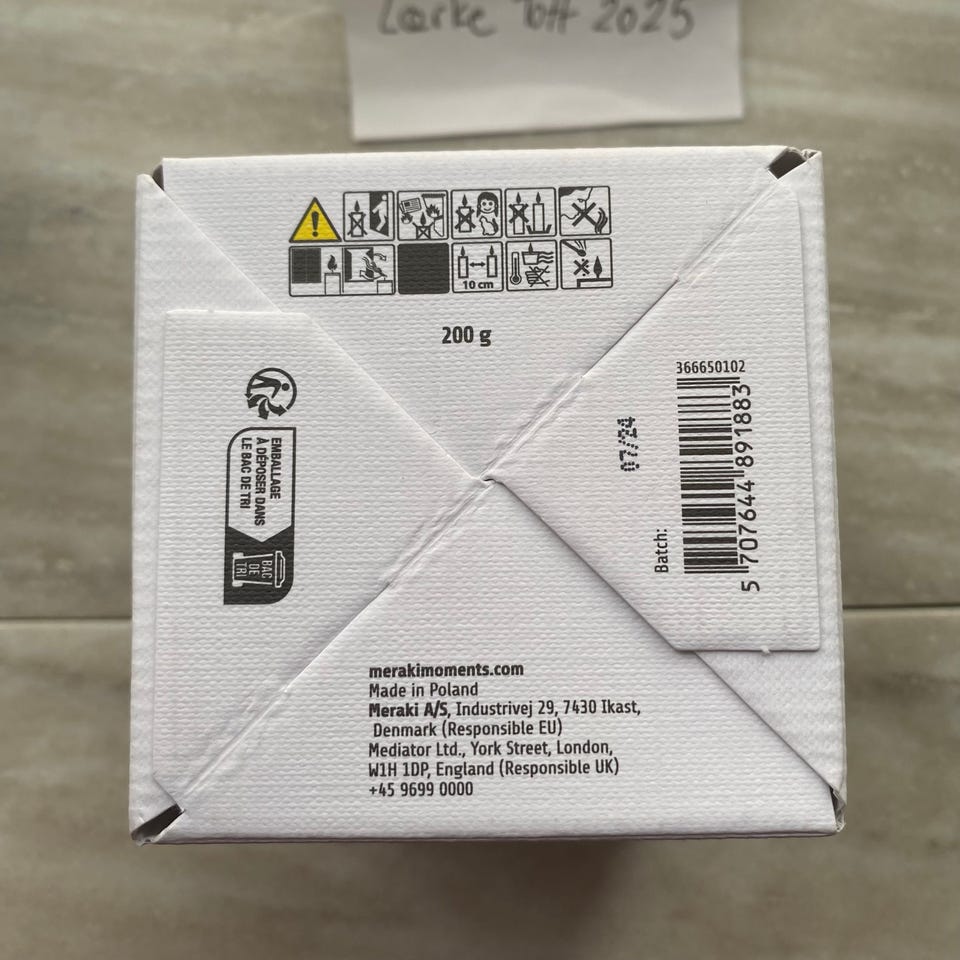 Lærke Toft 2025
10 cm
200 g
EMBALLAGE
À DÉPOSER DANS
LE BAC DE TRI
BAC
DE
TRI
366650102
5 707644 891883
07/24
Batch:
merakimoments.com
Made in Poland
Meraki A/S, Industrivej 29, 7430 Ikast,
Denmark (Responsible EU)
Mediator Ltd., York Street, London,
W1H 1DP, England (Responsible UK)
+45 9699 0000